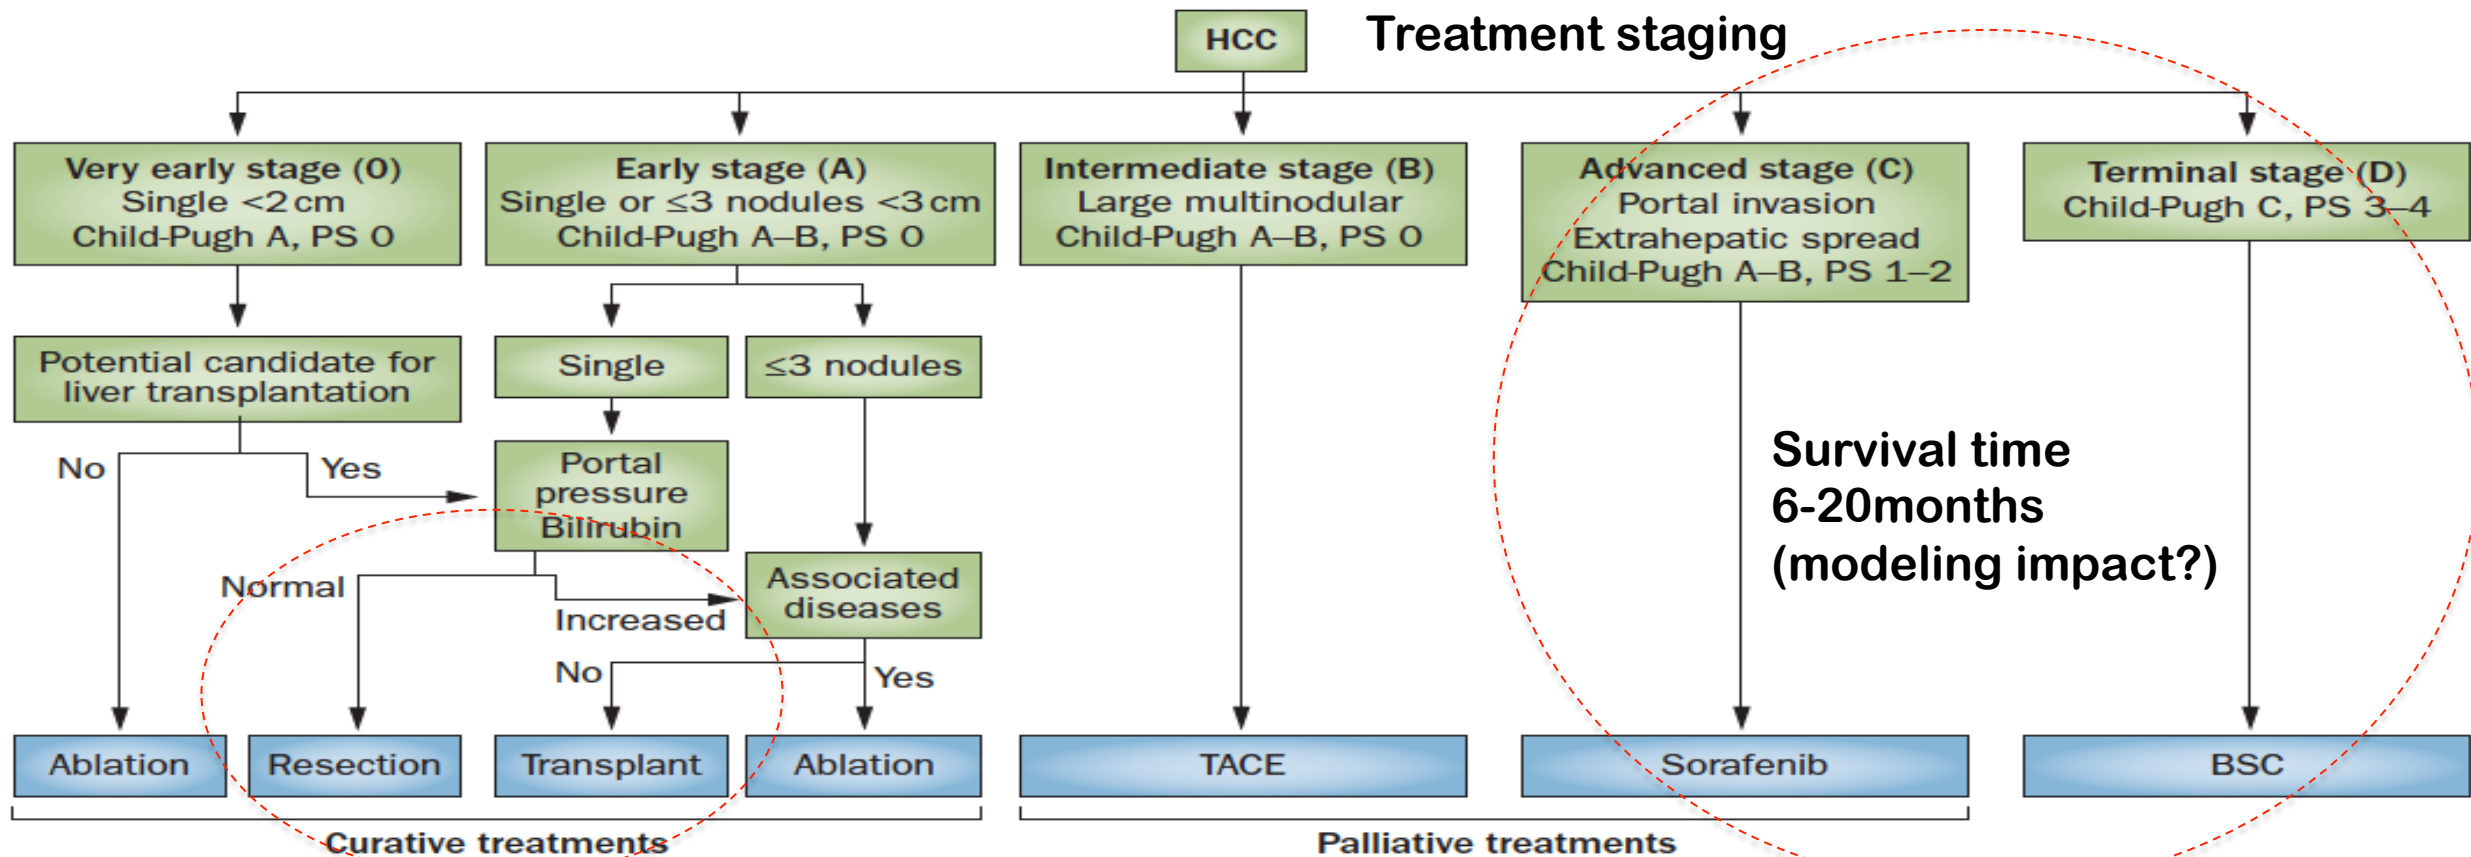 HCC
Treatment staging
Very early stage (0)
Single <2 cm
Child-Pugh A, PS 0
Early stage (A)
Single or ≤3 nodules <3 cm
Child-Pugh A–B, PS 0
Intermediate stage (B)
Large multinodular
Child-Pugh A–B, PS 0
Advanced stage (C)
Portal invasion
Extrahepatic spread
Child-Pugh A–B, PS 1–2
Terminal stage (D)
Child-Pugh C, PS 3–4
Potential candidate for
liver transplantation
Single
≤3 nodules
No
Yes
Portal
pressure
Bilirubin
Survival time
6-20months
(modeling impact?)
Normal
Increased
Associated
diseases
No
Yes
Ablation
Resection
Transplant
Ablation
TACE
Sorafenib
BSC
Curative treatments
Palliative treatments